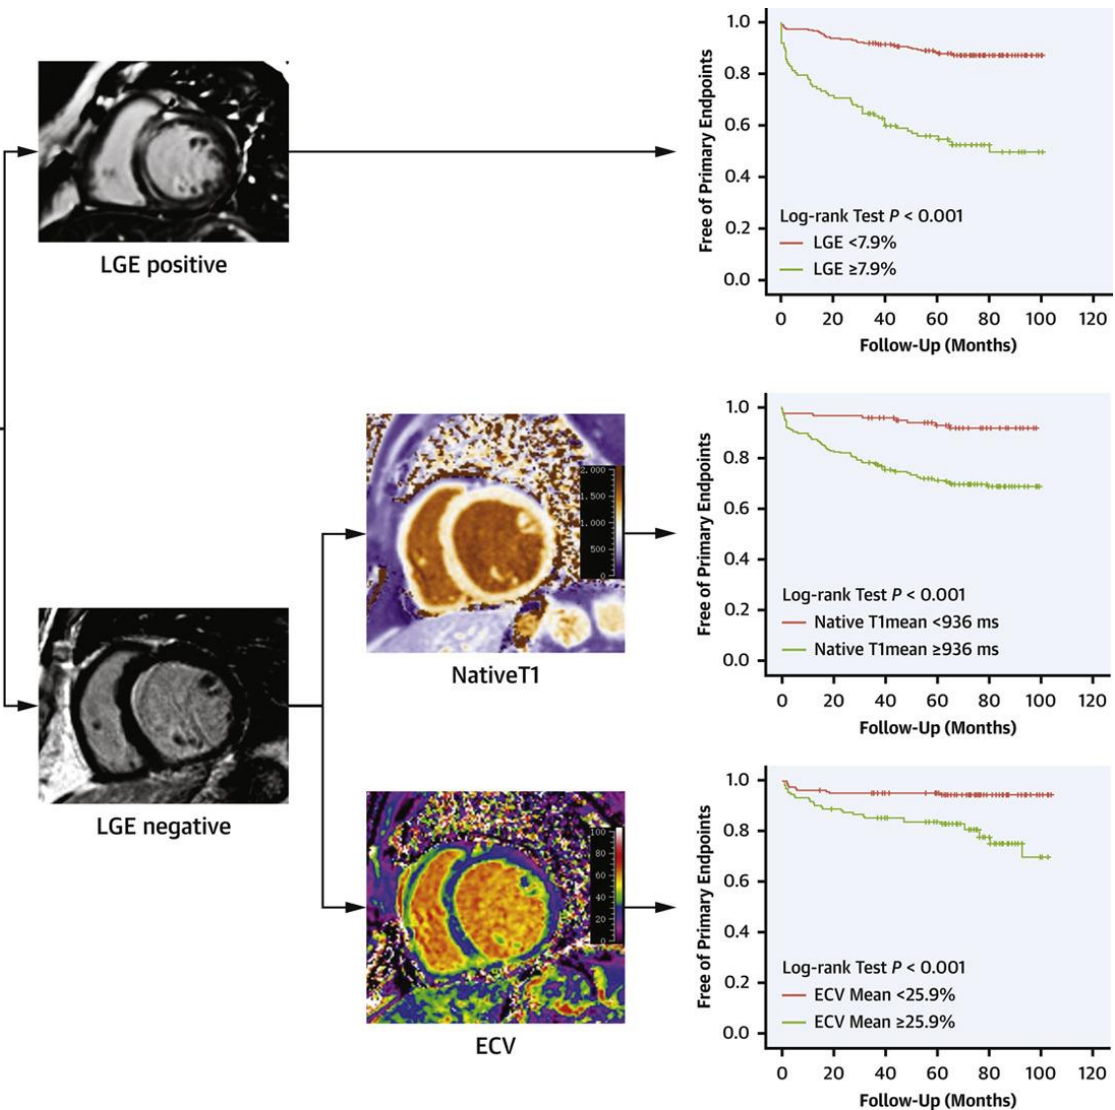 LGE positive
1.0
0.8
0.6
0.4
0.2
0.0
Free of Primary Endpoints
Log-rank Test P < 0.001
LGE <7.9%
LGE ≥7.9%
0 20 40 60 80 100 120
Follow-Up (Months)
2,000
1,500
1,000
500
0
NativeT1
1.0
0.8
0.6
0.4
0.2
0.0
Free of Primary Endpoints
Log-rank Test P < 0.001
Native T1mean <936 ms
Native T1mean ≥936 ms
0 20 40 60 80 100 120
Follow-Up (Months)
LGE negative
100
80
60
40
20
0
ECV
1.0
0.8
0.6
0.4
0.2
0.0
Free of Primary Endpoints
Log-rank Test P < 0.001
ECV Mean <25.9%
ECV Mean ≥25.9%
0 20 40 60 80 100 120
Follow-Up (Months)